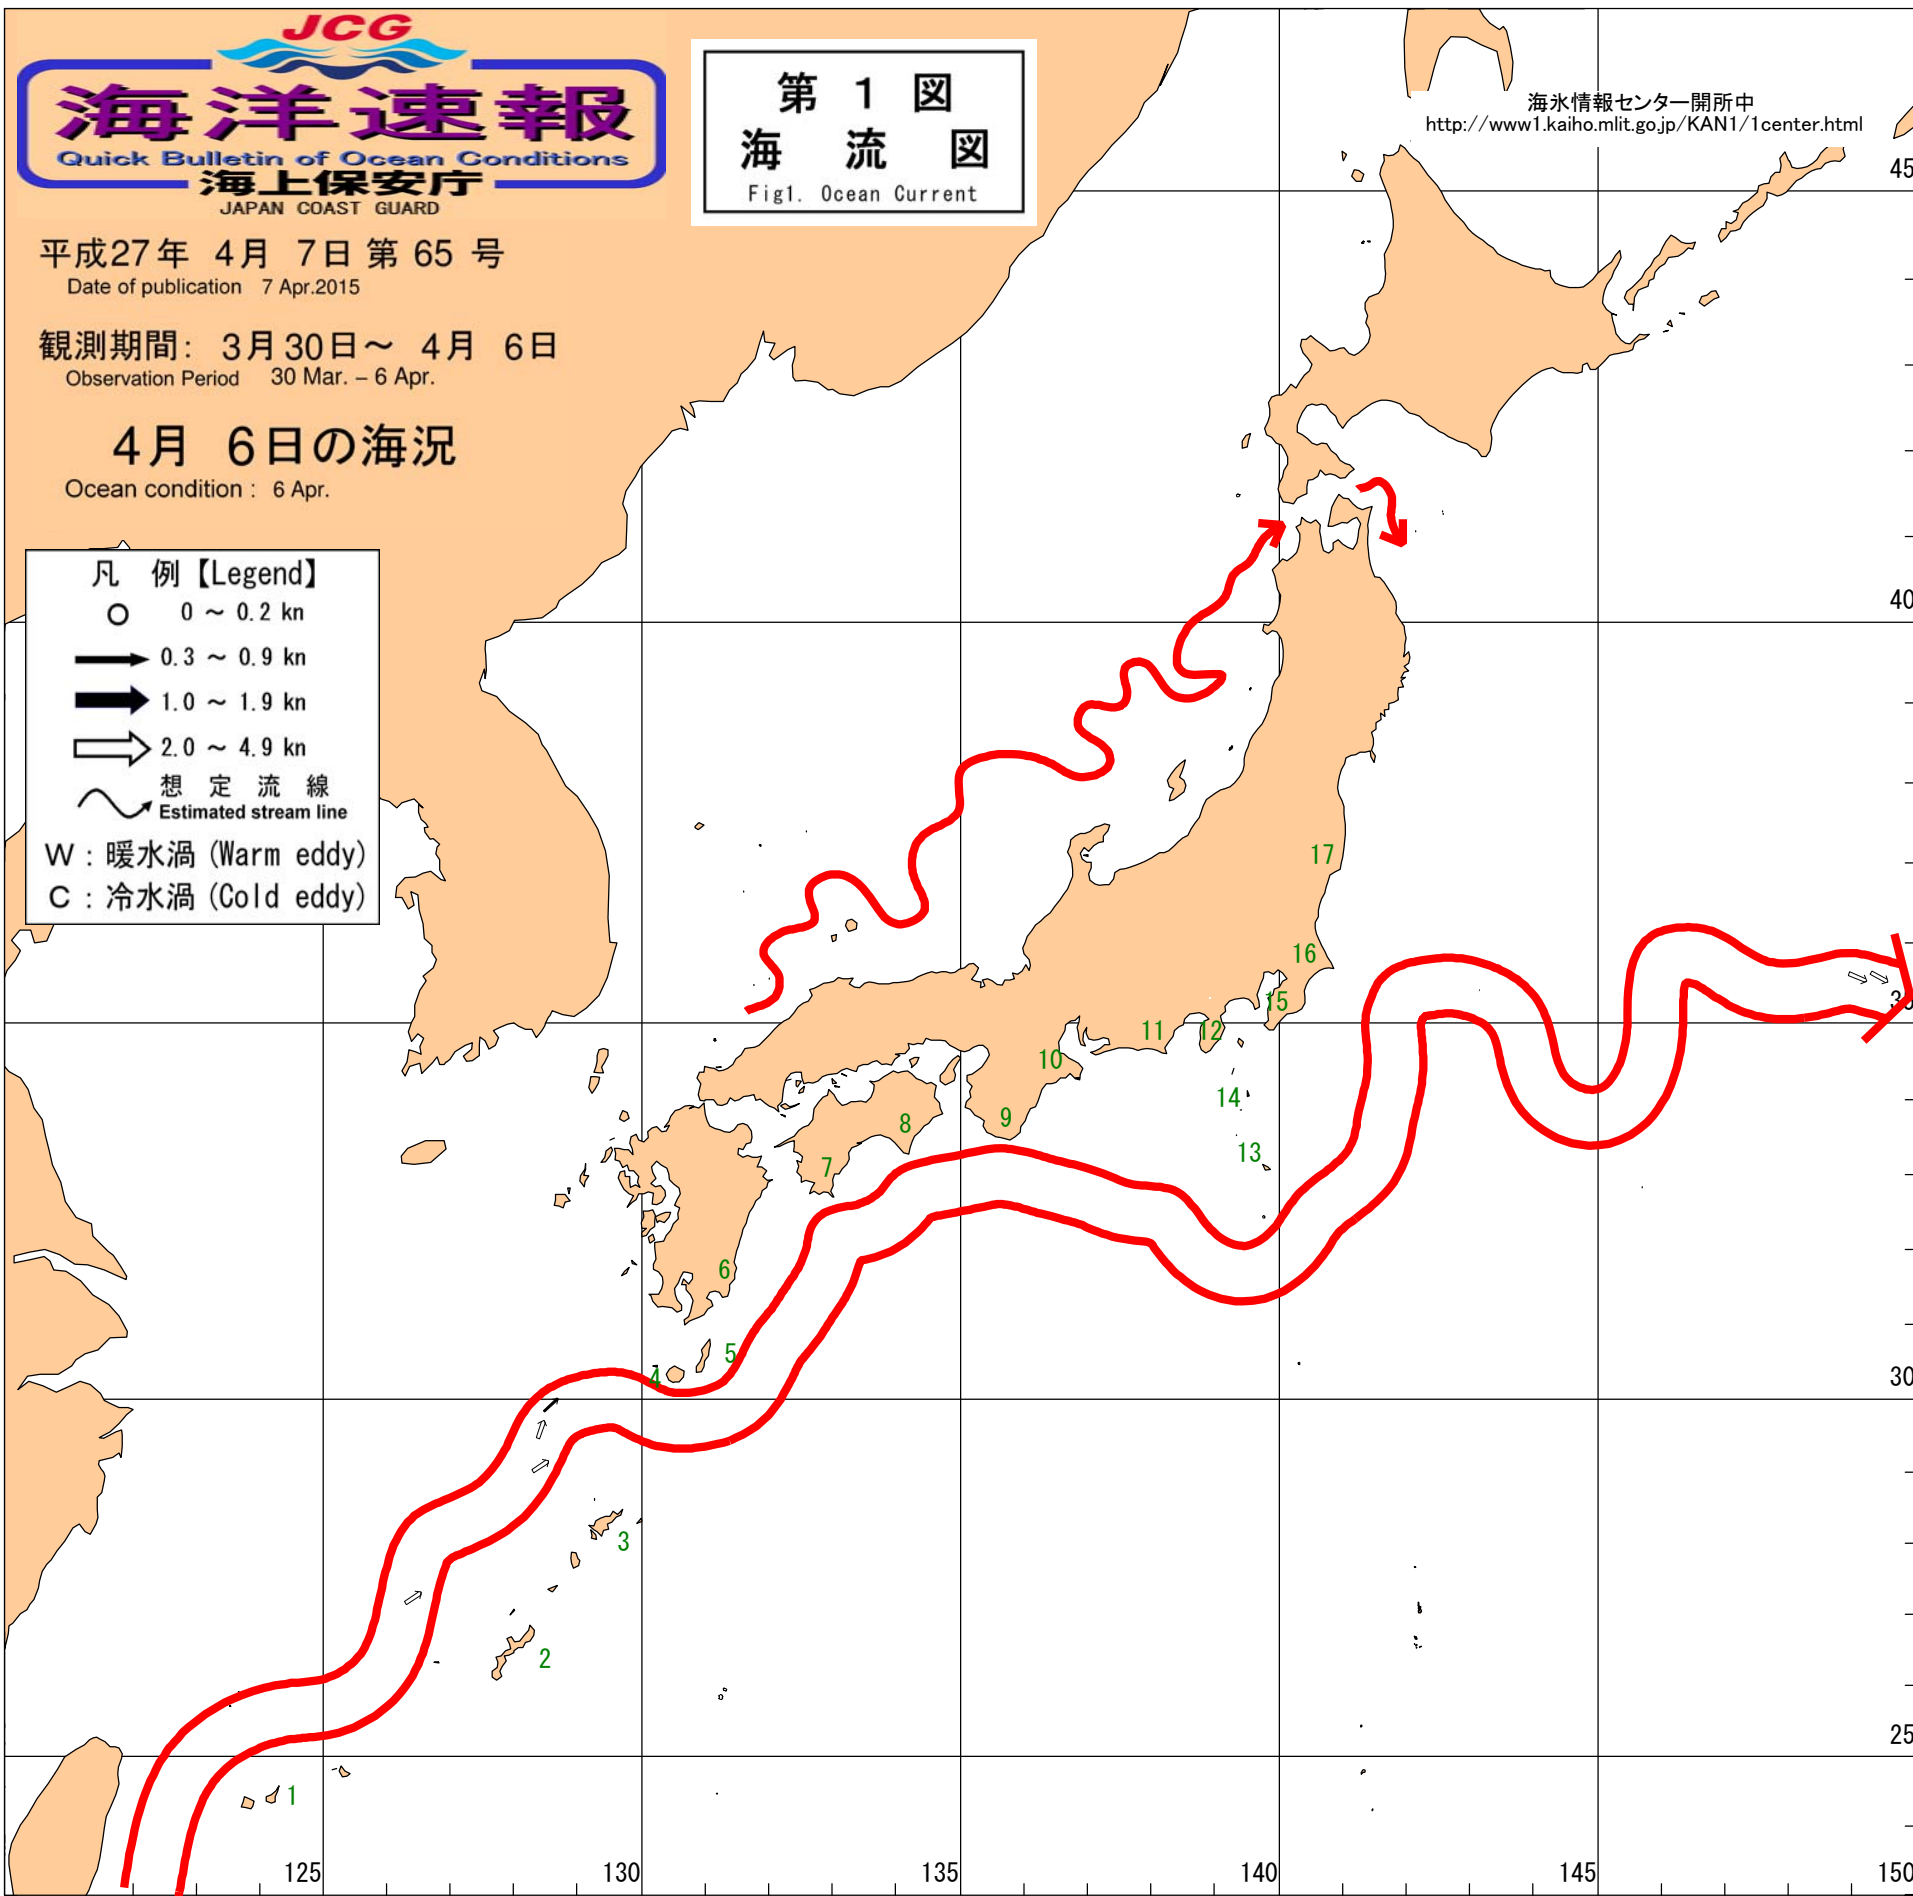 JCG
海洋速報
Quick Bulletin of Ocean Conditions
海上保安庁
JAPAN COAST GUARD
第 1 図
海 流 図
Fig1. Ocean Current
海氷情報センター開所中
http://www1.kaiho.mlit.go.jp/KAN1/1center.html
平成27年 4月 7日 第 65 号
Date of publication 7 Apr.2015
観測期間: 3月30日～ 4月 6日
Observation Period 30 Mar. – 6 Apr.
4月 6日の海況
Ocean condition : 6 Apr.
凡 例【Legend】
0 ～ 0.2 kn
0.3 ～ 0.9 kn
1.0 ～ 1.9 kn
2.0 ～ 4.9 kn
想 定 流 線
Estimated stream line
W : 暖水渦 (Warm eddy)
C : 冷水渦 (Cold eddy)
45
40
17
16
15
12
11
10
14
9
8
13
7
6
5
4
30
3
2
25
1
125
130
135
140
145
150